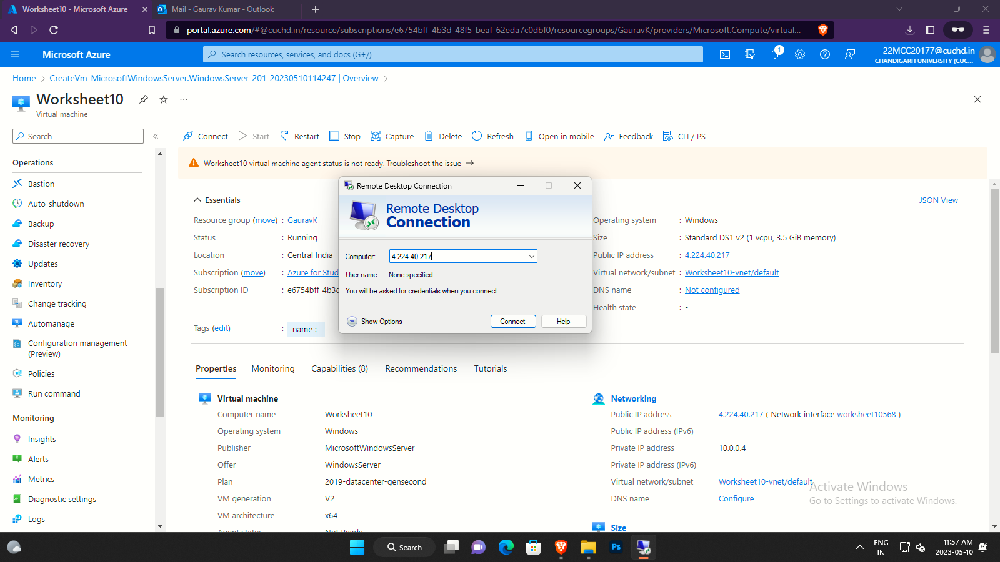 Worksheet10 - Microsoft Azure
Mail - Gaurav Kumar - Outlook
portal.azure.com/#@cuchd.in/resource/subscriptions/e6754bff-4b3d-48f5-beaf-62eda7c0dbf0/resourcegroups/GauravK/providers/Microsoft.Compute/virtual...
Microsoft Azure
Search resources, services, and docs (G+/)
1
22MCC20177@cuchd.in
CHANDIGARH UNIVERSITY (CUC...
Home > CreateVm-MicrosoftWindowsServer.WindowsServer-201-20230510114247 | Overview >
Worksheet10
Virtual machine
Search
Connect
Start
Restart
Stop
Capture
Delete
Refresh
Open in mobile
Feedback
CLI / PS
Worksheet10 virtual machine agent status is not ready. Troubleshoot the issue →
Operations
Bastion
Auto-shutdown
Backup
Disaster recovery
Updates
Inventory
Change tracking
Automanage
Configuration management
(Preview)
Policies
Run command
Monitoring
Insights
Alerts
Metrics
Diagnostic settings
Logs
Essentials
JSON View
Resource group (move) : GauravK
Status : Running
Location : Central India
Subscription (move) : Azure for Stud
Subscription ID : e6754bff-4b3c
Tags (edit) : name :
Operating system : Windows
Size : Standard DS1 v2 (1 vcpu, 3.5 GiB memory)
Public IP address : 4.224.40.217
Virtual network/subnet : Worksheet10-vnet/default
DNS name : Not configured
Health state : -
Remote Desktop Connection
Remote Desktop
Connection
Computer: 4.224.40.217
User name: None specified
You will be asked for credentials when you connect.
Show Options
Connect
Help
Properties
Monitoring
Capabilities (8)
Recommendations
Tutorials
Virtual machine
Computer name Worksheet10
Operating system Windows
Publisher MicrosoftWindowsServer
Offer WindowsServer
Plan 2019-datacenter-gensecond
VM generation V2
VM architecture x64
Agent status Not Ready
Networking
Public IP address 4.224.40.217 ( Network interface worksheet10568 )
Public IP address (IPv6) -
Private IP address 10.0.0.4
Private IP address (IPv6) -
Virtual network/subnet Worksheet10-vnet/default
DNS name Configure
Size
Activate Windows
Go to Settings to activate Windows.
Search
Ps
ENG
IN
11:57 AM
2023-05-10